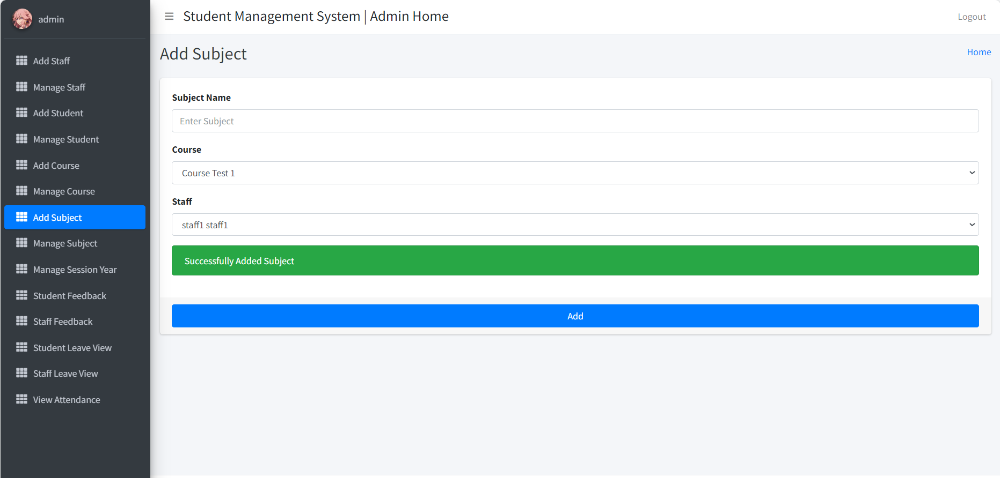 admin
Add Staff
Manage Staff
Add Student
Manage Student
Add Course
Manage Course
Add Subject
Manage Subject
Manage Session Year
Student Feedback
Staff Feedback
Student Leave View
Staff Leave View
View Attendance
Student Management System | Admin Home
Logout
Add Subject
Home
Subject Name
Enter Subject
Course
Course Test 1
Staff
staff1 staff1
Successfully Added Subject
Add